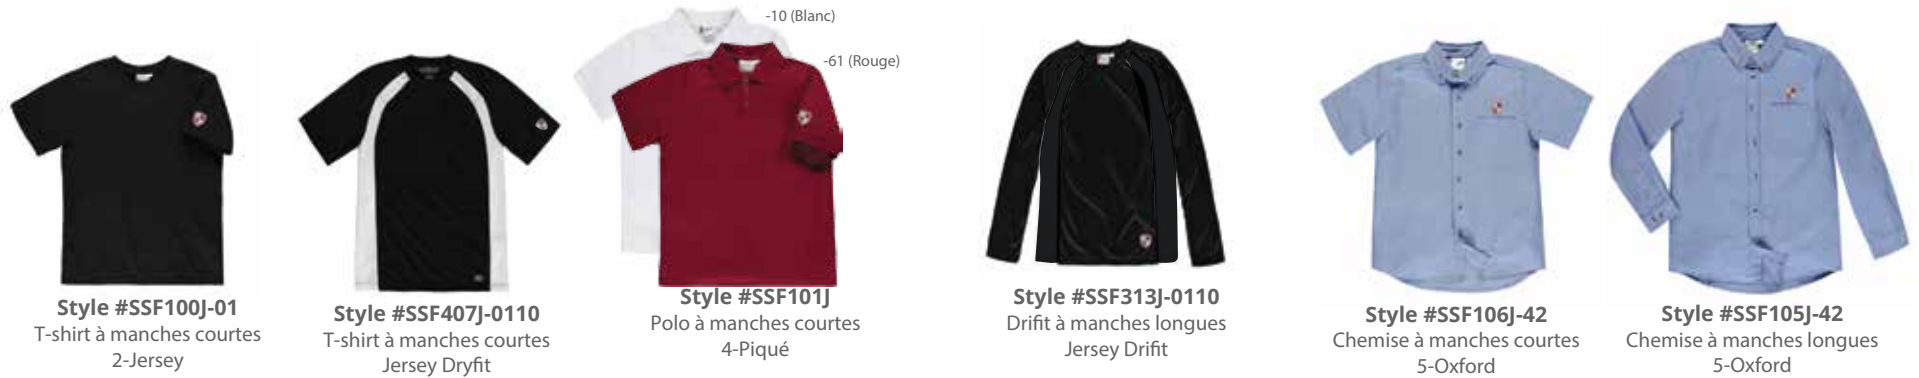 -10 (Blanc)
-61 (Rouge)
Style #SSF100J-01
T-shirt à manches courtes
2-Jersey
Style #SSF407J-0110
T-shirt à manches courtes
Jersey Dryfit
Style #SSF101J
Polo à manches courtes
4-Piqué
Style #SSF313J-0110
Drifit à manches longues
Jersey Drifit
Style #SSF106J-42
Chemise à manches courtes
5-Oxford
Style #SSF105J-42
Chemise à manches longues
5-Oxford